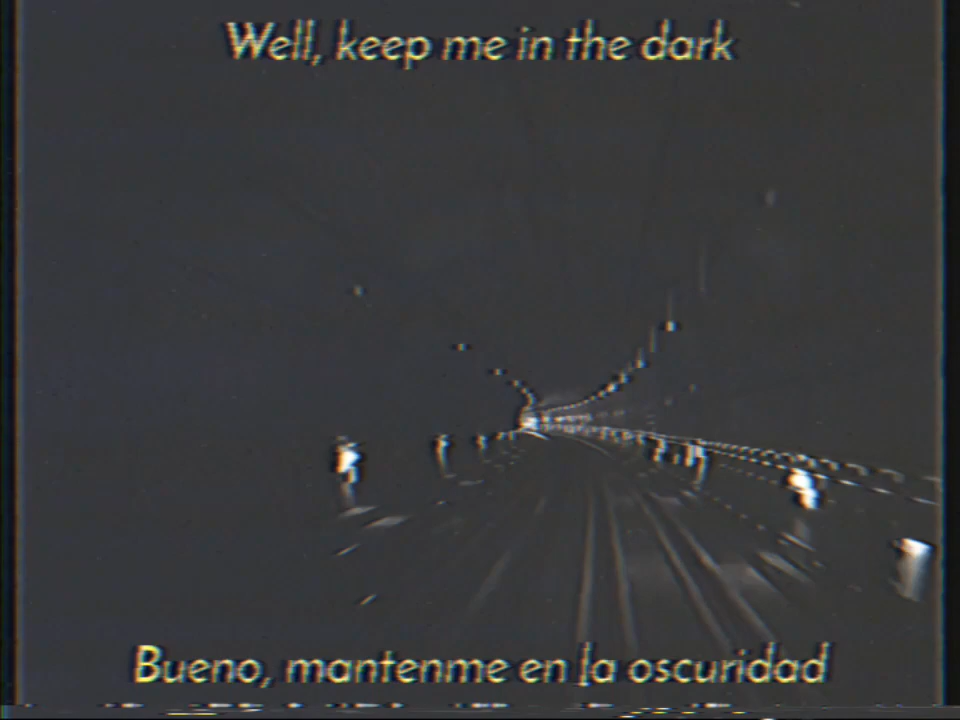 Well, keep me in the dark
Bueno, mantenme en la oscuridad